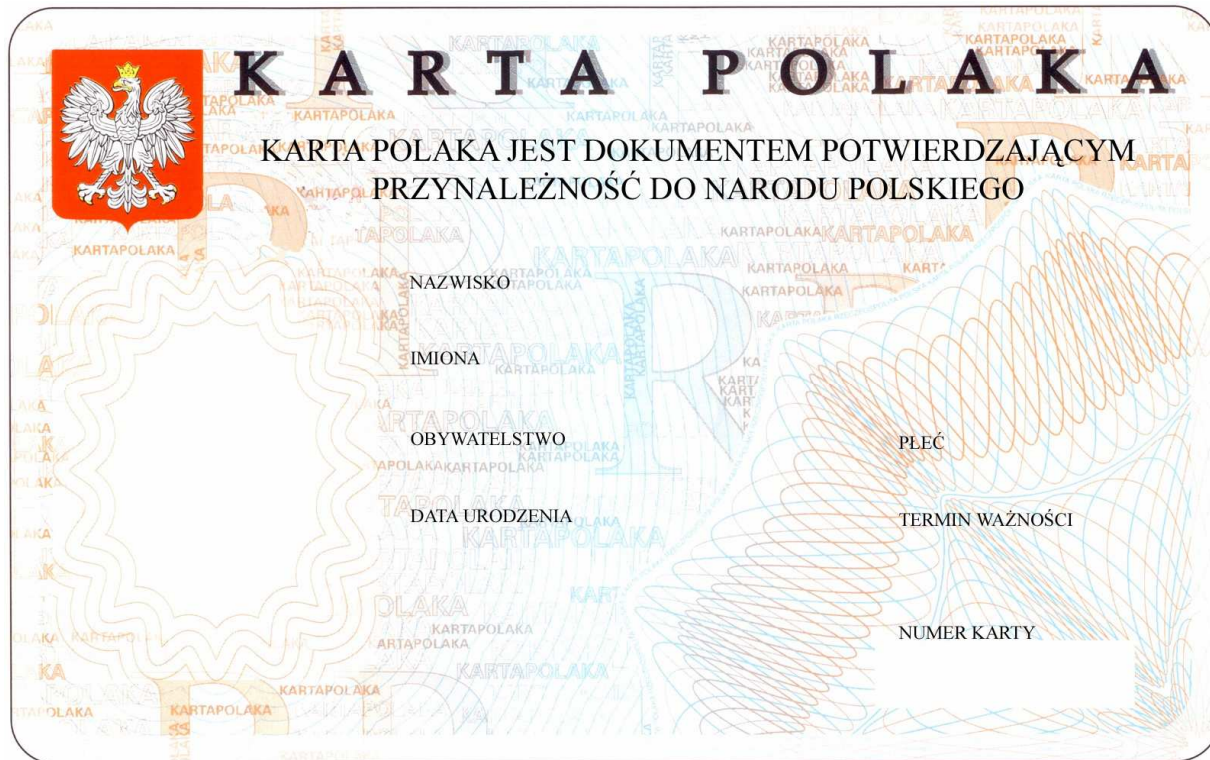 KARTA POLAKA
KARTA POLAKA JEST DOKUMENTEM POTWIERDZAJĄCYM
PRZYNALEŻNOŚĆ DO NARODU POLSKIEGO
NAZWISKO
IMIONA
OBYWATELSTWO
PŁEĆ
DATA URODZENIA
TERMIN WAŻNOŚCI
NUMER KARTY